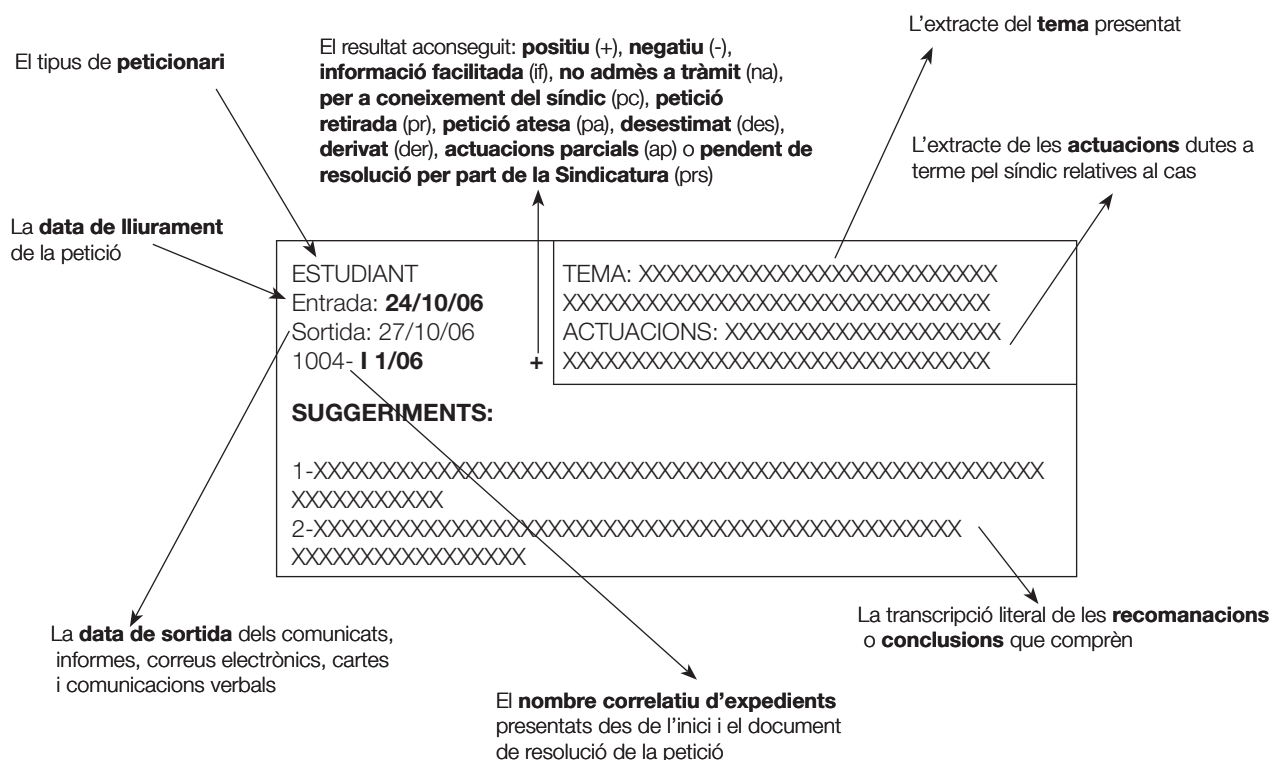 L'extracte del tema presentat
El tipus de peticionari
El resultat aconseguit: positiu (+), negatiu (-),
informació facilitada (if), no admès a tràmit (na),
per a coneixement del síndic (pc), petició
retirada (pr), petició atesa (pa), desestimat (des),
derivat (der), actuacions parcials (ap) o pendent de
resolució per part de la Sindicatura (prs)
L'extracte de les actuacions dutes a
terme pel síndic relatives al cas
La data de lliurament
de la petició
ESTUDIANT
Entrada: 24/10/06
Sortida: 27/10/06
1004- I 1/06 +
TEMA: XXXXXXXXXXXXXXXXXXXXXXXXXX
XXXXXXXXXXXXXXXXXXXXXXXXXXXXXXX
ACTUACIONS: XXXXXXXXXXXXXXXXXXXX
XXXXXXXXXXXXXXXXXXXXXXXXXXXXXXX
SUGGERIMENTS:
1-XXXXXXXXXXXXXXXXXXXXXXXXXXXXXXXXXXXXXXXXXXXXXXXXXXXXX
XXXXXXXXXXX
2-XXXXXXXXXXXXXXXXXXXXXXXXXXXXXXXXXXXXXXXXXXXXXXX
XXXXXXXXXXXXXXXXX
La transcripció literal de les recomanacions
o conclusions que comprèn
La data de sortida dels comunicats,
informes, correus electrònics, cartes
i comunicacions verbals
El nombre correlatiu d'expedients
presentats des de l'inici i el document
de resolució de la petició